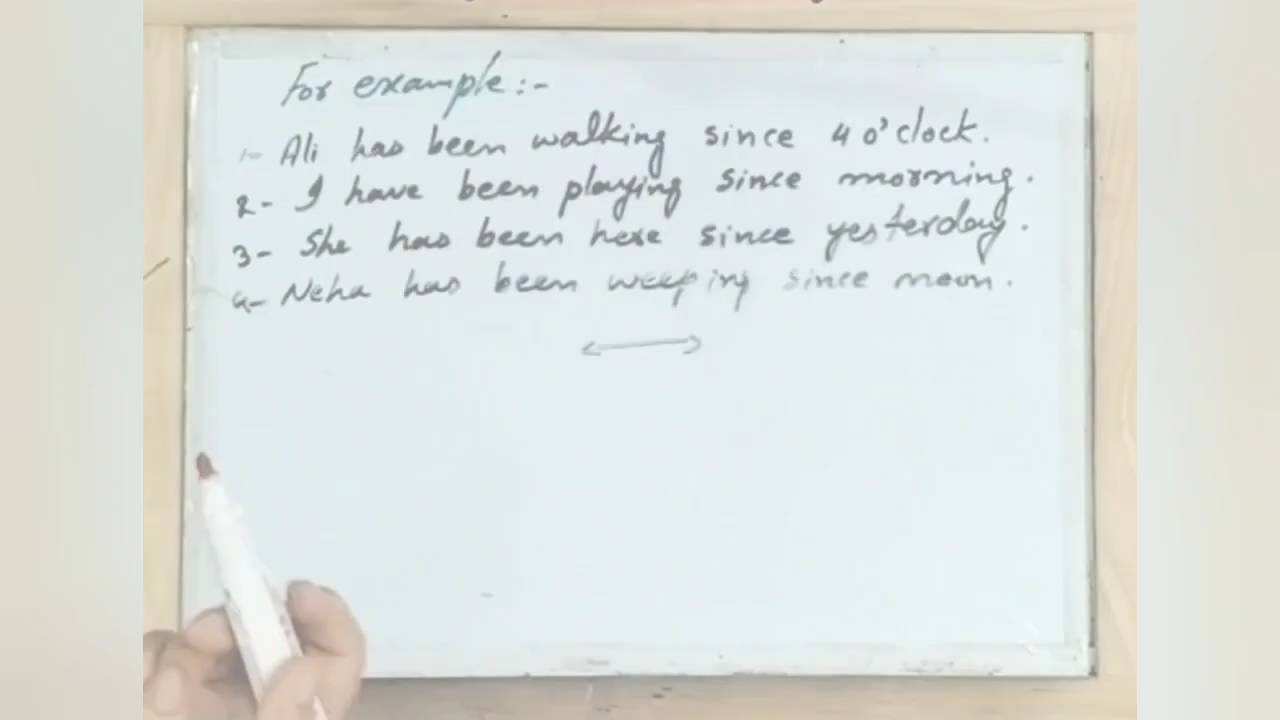 For example:-
1- Ali has been walking since 4 o'clock.
2- I have been playing since morning.
3- She has been here since yesterday.
4- Neha has been weeping since moon.